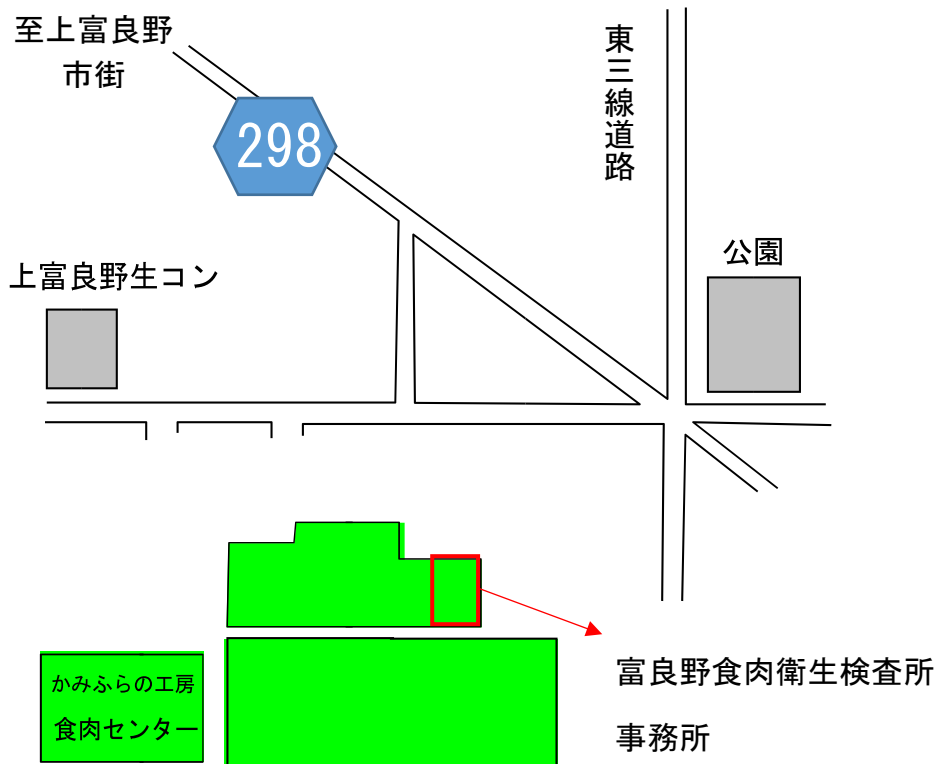 至上富良野
市街
東三線道路
298
公園
上富良野生コン
かみふらの工房
食肉センター
富良野食肉衛生検査所
事務所